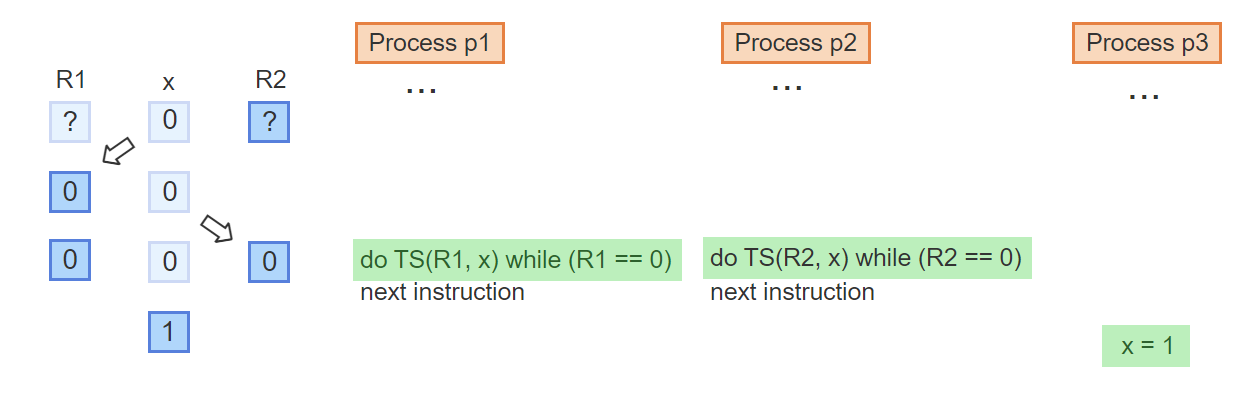 Process p1 Process p2 Process p3
R1 x R2 ... ... ...
? 0 ?
0 0
0 0 0 do TS(R1, x) while (R1 == 0) do TS(R2, x) while (R2 == 0)
next instruction next instruction
1 x = 1